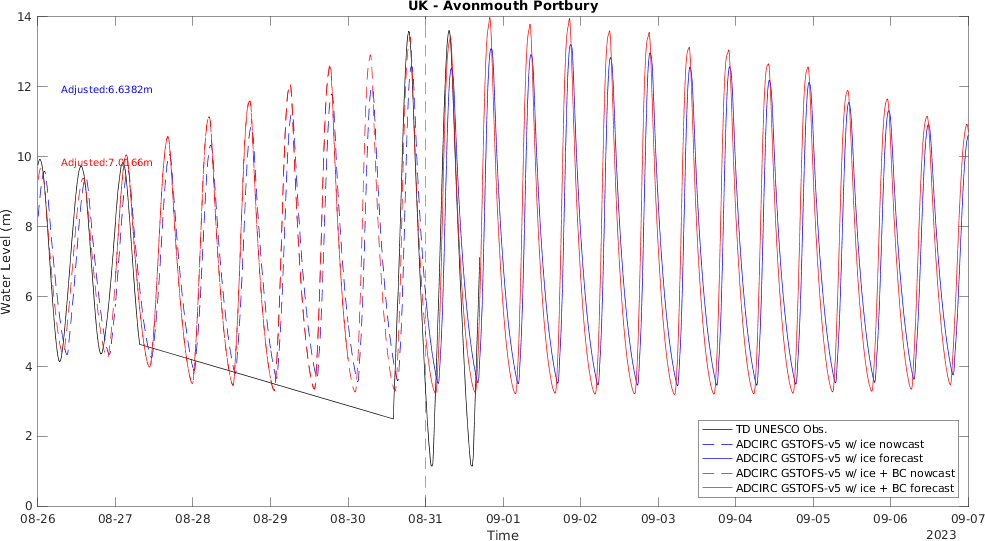 UK - Avonmouth Portbury
Water Level (m)
14
12
10
8
6
4
2
0
Adjusted:6.6382m
Adjusted:7.0166m
TD UNESCO Obs.
ADCIRC GSTOFS-v5 w/ ice nowcast
ADCIRC GSTOFS-v5 w/ ice forecast
ADCIRC GSTOFS-v5 w/ ice + BC nowcast
ADCIRC GSTOFS-v5 w/ ice + BC forecast
08-26 08-27 08-28 08-29 08-30 08-31 09-01 09-02 09-03 09-04 09-05 09-06 09-07
Time
2023